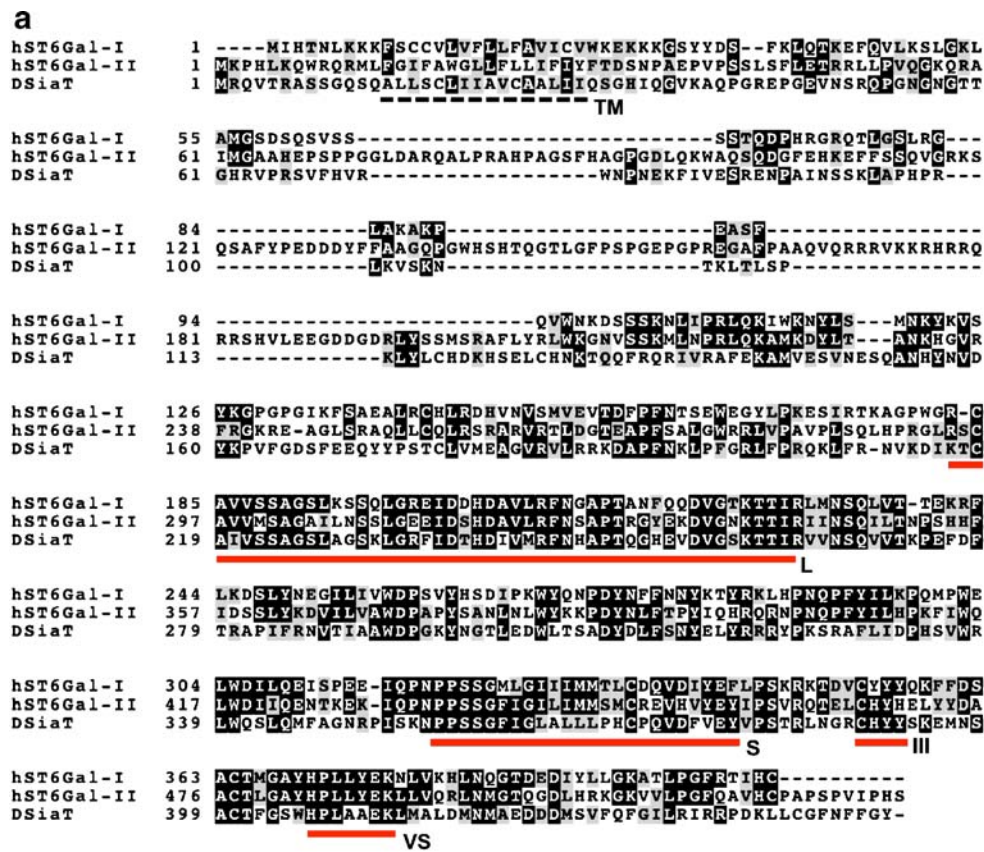 a
hST6Gal-I 1 ----MIHTNLKKKFSCCVLVFLLFAVICVWKEKKKGSYYDS--FKLQTKEFQVLKSLGKL
hST6Gal-II 1 MKPHLKQWRQRMLFGIFAWGLLFLLIFIYFTDSNPAEPVPSSLSFLETRRLLPVQGKQRA
DSiaT 1 MRQVTRASSGQSQALLSCLIIAVCAALIIQSGHIQGVKAQPGREPGEVNSRQPGNGNGTT
TM
hST6Gal-I 55 AMGSDSQSVSS----------------------------SSTQDPHRGRQTLGSLRG---
hST6Gal-II 61 IMGAAHEPSPPGGLDARQALPRAHPAGSFHAGPGDLQKWAQSQDGFEHKEFFSSQVGRKS
DSiaT 61 GHRVPRSVFHVR------------------WNPNEKFIVESRENPAINSSKLAPHPR---
hST6Gal-I 84 ------------LAKAKP---------------------EASF-----------------
hST6Gal-II 121 QSAFYPEDDDYFFAAGQPGWHSHTQGTLGFPSPGEPGPREGAFPAAQVQRRRVKKRHRRQ
DSiaT 100 ------------LKVSKN--------------------TKLTLSP---------------
hST6Gal-I 94 -------------------------QVWNKDSSSKNLIPRLQKIWKNYLS---MNKYKVS
hST6Gal-II 181 RRSHVLEEGDDGDRLYSSMSRAFLYRLWKGNVSSKMLNPRLQKAMKDYLT---ANKHGVR
DSiaT 113 -------------KLYLCHDKHSELCHNKTQQFRQRIVRAFEKAMVESVNESQANHYNVD
hST6Gal-I 126 YKGPGPGIKFSAEALRCHLRDHVNVSMVEVTDFPFNTSEWEGYLPKESIRTKAGPWGR-C
hST6Gal-II 238 FRGKRE-AGLSRAQLLCQLRSRARVRTLDGTEAPFSALGWRRLVPAVPLSQLHPRGLRSC
DSiaT 160 YKPVFGDSFEEQYYPSTCLVMEAGVRVLRRKDAPFNKLPFGRLFPRQKLFR-NVKDIKTC
hST6Gal-I 185 AVVSSAGSLKSSQLGREIDDHDAVLRFNGAPTANFQQDVGTKTTIRLMNSQLVT-TEKRF
hST6Gal-II 297 AVVMSAGAILNSSLGEEIDSHDAVLRFNSAPTRGYEKDVGNKTTIRIINSQILTNPSHHF
DSiaT 219 AIVSSAGSLAGSKLGRFIDTHDIVMRFNHAPTQGHEVDVGSKTTIRVVNSQVVTKPEFDF
L
hST6Gal-I 244 LKDSLYNEGILIVWDPSVYHSDIPKWYQNPDYNFFNNYKTYRKLHPNQPFYILKPQMPWE
hST6Gal-II 357 IDSSLYKDVILVAWDPAPYSANLNLWYKKPDYNLFTPYIQHRQRNPNQPFYILHPKFIWQ
DSiaT 279 TRAPIFRNVTIAAWDPGKYNGTLEDWLTSADYDLFSNYELYRRRYPKSRAFLIDPHSVWR
hST6Gal-I 304 LWDILQEISPEE-IQPNPPSSGMLGIIIMMTLCDQVDIYEFLPSKRKTDVCYYYQKFFDS
hST6Gal-II 417 LWDIIQENTKEK-IQPNPPSSGFIGILIMMSMCREVHVYEYIPSVRQTELCHYHELYYDA
DSiaT 339 LWQSLQMFAGNRPISKNPPSSGFIGLALLLPHCPQVDFVEYVPSTRLNGRCHYYSKEMNS
S III
hST6Gal-I 363 ACTMGAYHPLLYEKNLVKHLNQGTDEDIYLLGKATLPGFRTIHC----------
hST6Gal-II 476 ACTLGAYHPLLYEKLLVQRLNMGTQGDLHRKGKVVLPGFQAVHCPAPSPVIPHS
DSiaT 399 ACTFGSWHPLAAEKLMALDMNMAEDDDMSVFQFGILRIRRPDKLLCGFNFFGY-
VS